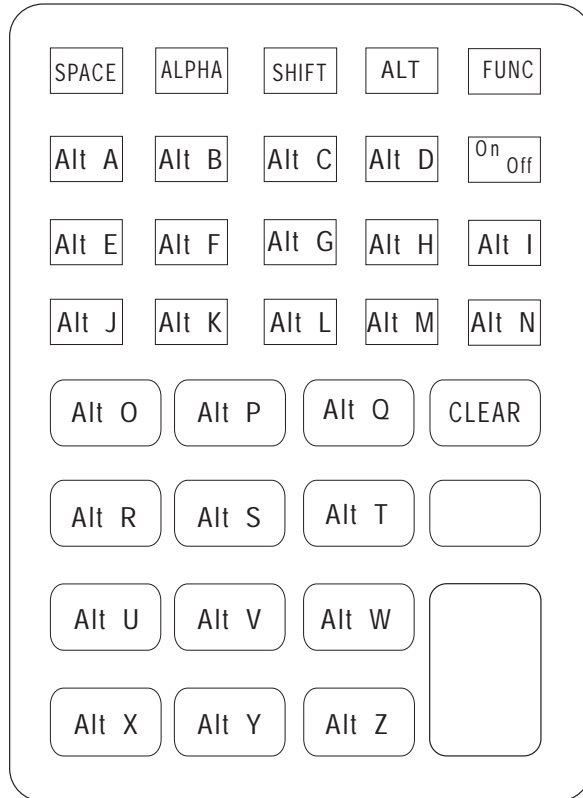 SPACE ALPHA SHIFT ALT FUNC
Alt A Alt B Alt C Alt D On Off
Alt E Alt F Alt G Alt H Alt I
Alt J Alt K Alt L Alt M Alt N
Alt O Alt P Alt Q CLEAR
Alt R Alt S Alt T
Alt U Alt V Alt W
Alt X Alt Y Alt Z